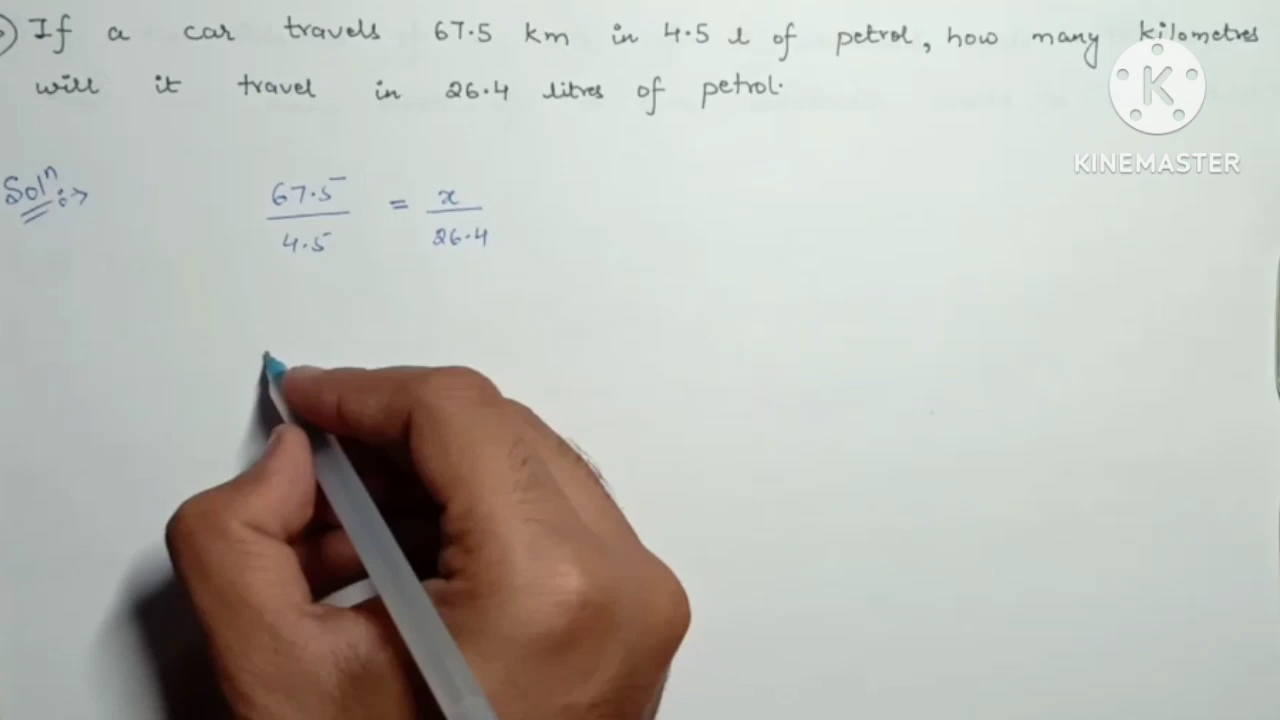 If a car travels 67.5 km in 4.5 l of petrol, how many kilometres
will it travel in 26.4 litres of petrol.
K
KINEMASTER
Solⁿ :->
67.5 / 4.5 = x / 26.4